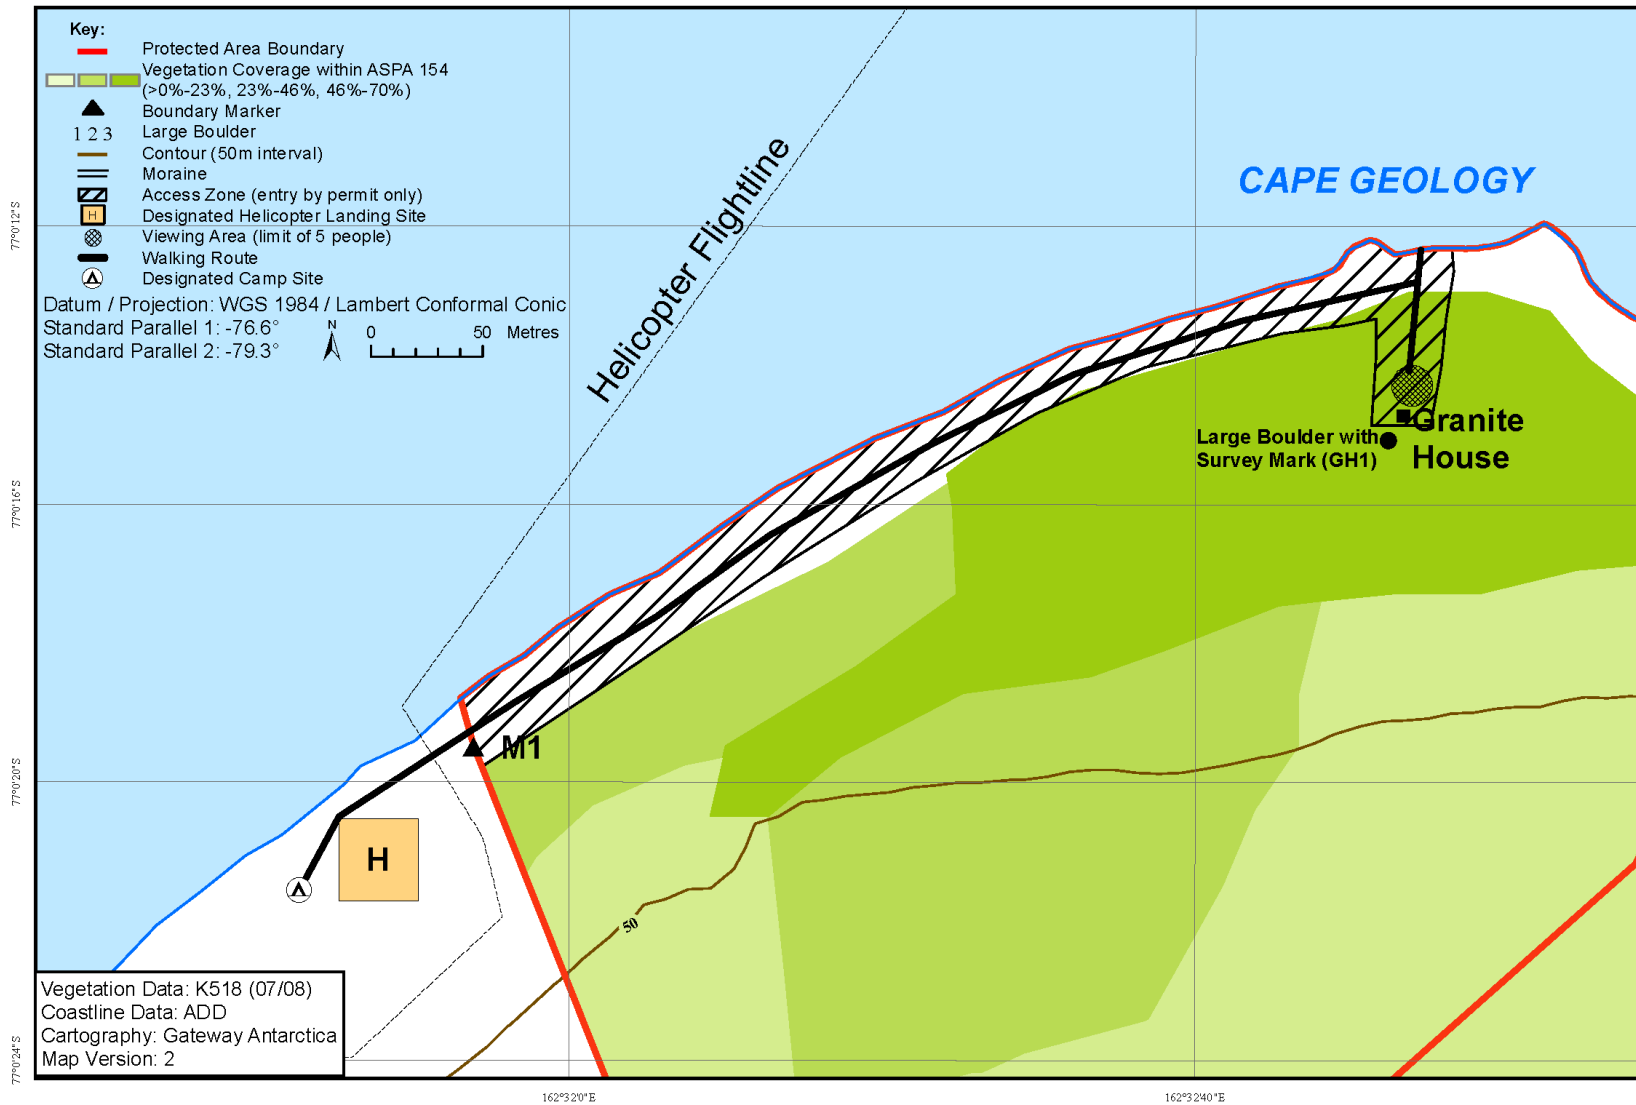 Key:
Protected Area Boundary
Vegetation Coverage within ASPA 154
(>0%-23%, 23%-46%, 46%-70%)
Boundary Marker
1 2 3 Large Boulder
Contour (50m interval)
Moraine
Access Zone (entry by permit only)
H Designated Helicopter Landing Site
Viewing Area (limit of 5 people)
Walking Route
Designated Camp Site
Datum / Projection: WGS 1984 / Lambert Conformal Conic
Standard Parallel 1: -76.6°
Standard Parallel 2: -79.3°
N
0 50 Metres
Helicopter Flightline
CAPE GEOLOGY
Granite
House
Large Boulder with
Survey Mark (GH1)
M1
H
50
Vegetation Data: K518 (07/08)
Coastline Data: ADD
Cartography: Gateway Antarctica
Map Version: 2
77°0'12"S
77°0'16"S
77°0'20"S
77°0'24"S
162°32'0"E
162°32'40"E